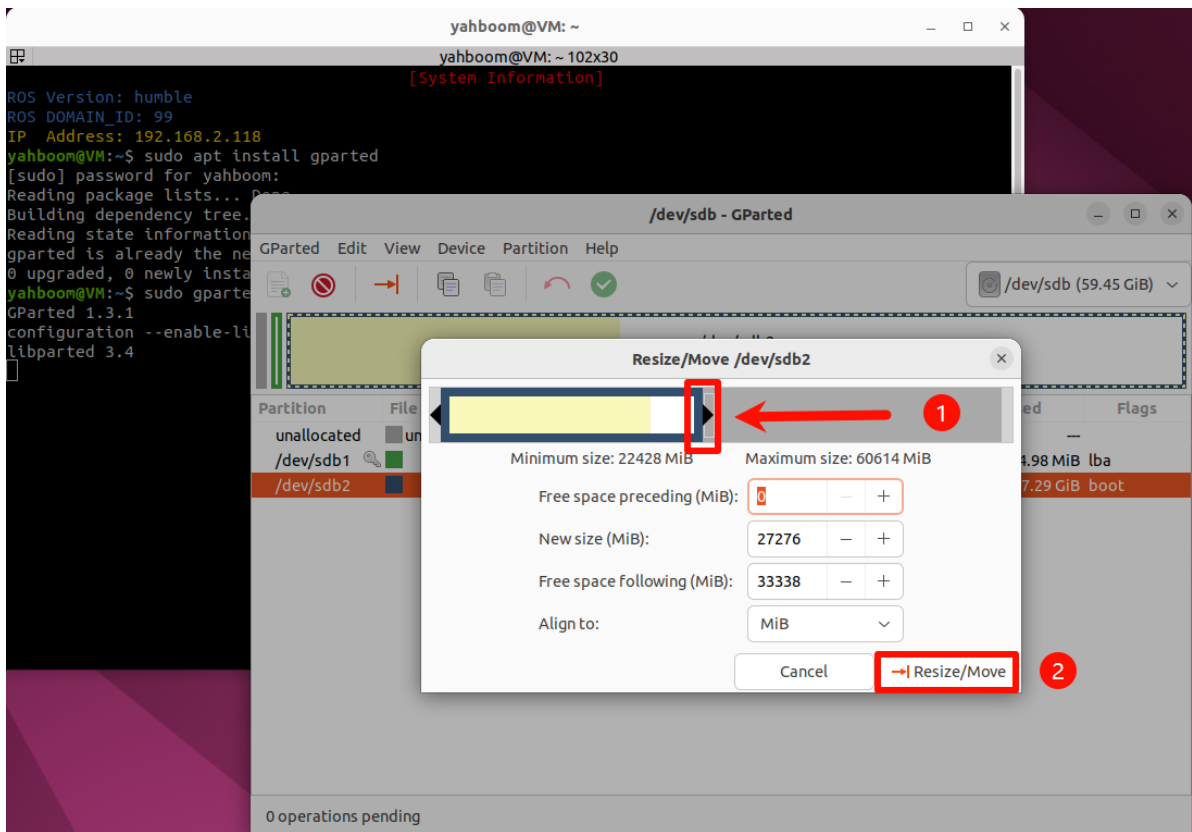 yahboom@VM: ~
yahboom@VM: ~ 102x30
[System Information]
ROS Version: humble
ROS DOMAIN_ID: 99
IP Address: 192.168.2.118
yahboom@VM:~$ sudo apt install gparted
[sudo] password for yahboom:
Reading package lists... Done
Building dependency tree.
Reading state information
gparted is already the ne
0 upgraded, 0 newly insta
yahboom@VM:~$ sudo gparte
GParted 1.3.1
configuration --enable-li
libparted 3.4
/dev/sdb - GParted
GParted Edit View Device Partition Help
/dev/sdb (59.45 GiB)
Partition File ed Flags
unallocated un ---
/dev/sdb1 4.98 MiB lba
/dev/sdb2 7.29 GiB boot
Resize/Move /dev/sdb2
1
Minimum size: 22428 MiB Maximum size: 60614 MiB
Free space preceding (MiB): 0 − +
New size (MiB): 27276 − +
Free space following (MiB): 33338 − +
Align to: MiB
Cancel Resize/Move
2
0 operations pending